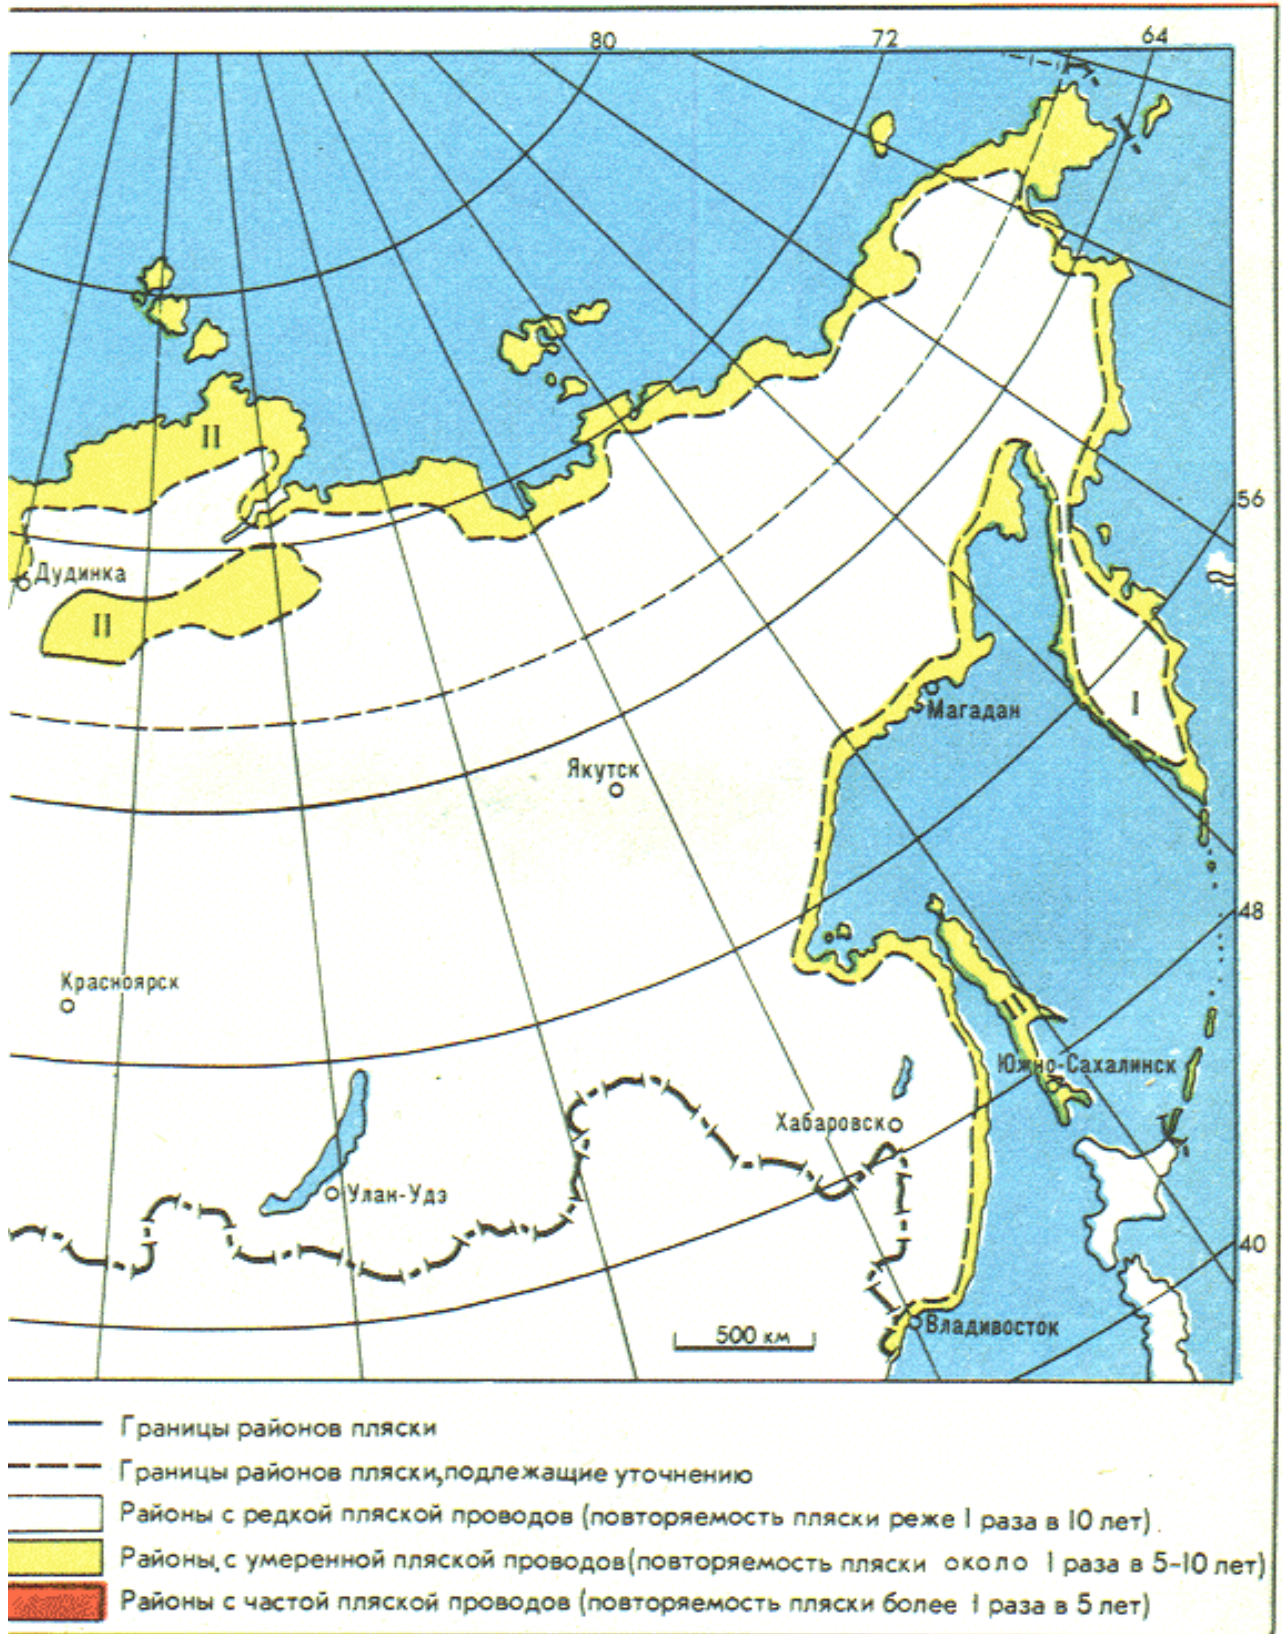 80 72 64
II
56
Дудинка
II
I
Магадан
Якутск
48
Красноярск
II
Южно-Сахалинск
Хабаровск
Улан-Удэ
40
500 км
Владивосток
Границы районов пляски
Границы районов пляски, подлежащие уточнению
Районы с редкой пляской проводов (повторяемость пляски реже 1 раза в 10 лет)
Районы с умеренной пляской проводов (повторяемость пляски около 1 раза в 5-10 лет)
Районы с частой пляской проводов (повторяемость пляски более 1 раза в 5 лет)